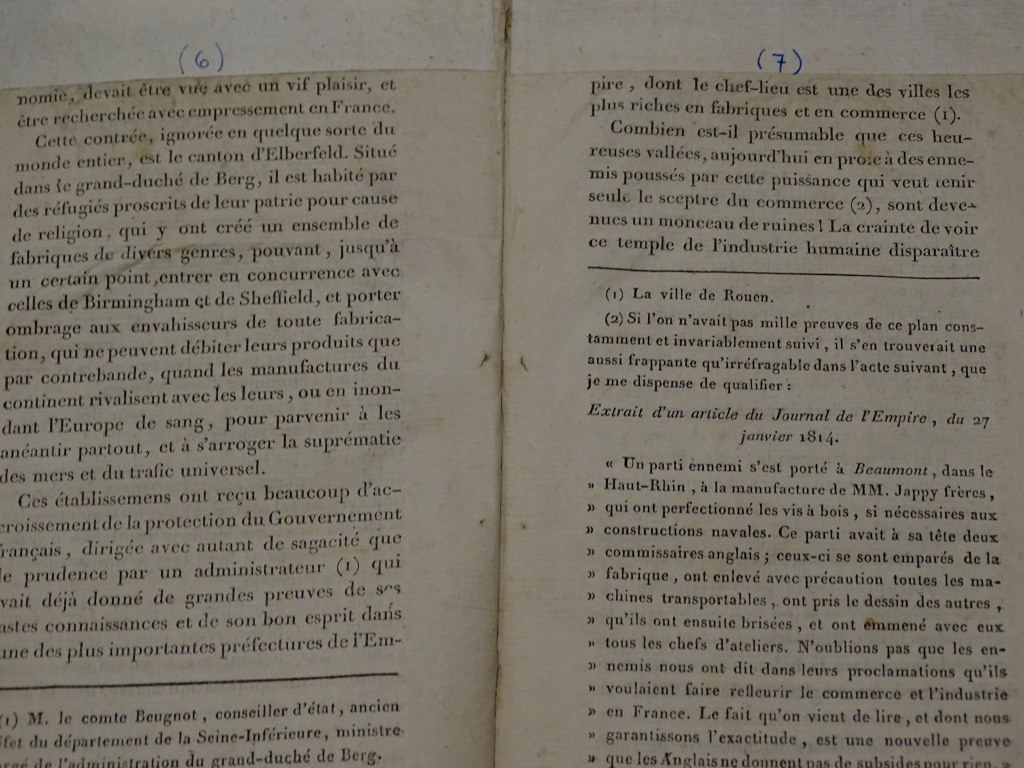 (6)
nomie, devait être vue avec un vif plaisir, et
être recherchée avec empressement en France.
Cette contrée, ignorée en quelque sorte du
monde entier, est le canton d'Elberfeld. Situé
dans le grand-duché de Berg, il est habité par
des réfugiés proscrits de leur patrie pour cause
de religion, qui y ont créé un ensemble de
fabriques de divers genres, pouvant, jusqu'à
un certain point, entrer en concurrence avec
celles de Birmingham et de Sheffield, et porter
ombrage aux envahisseurs de toute fabrica-
tion, qui ne peuvent débiter leurs produits que
par contrebande, quand les manufactures du
continent rivalisent avec les leurs, ou en inon-
dant l'Europe de sang, pour parvenir à les
anéantir partout, et à s'arroger la suprématie
des mers et du trafic universel.
Ces établissemens ont reçu beaucoup d'ac-
croissement de la protection du Gouvernement
français, dirigée avec autant de sagacité que
de prudence par un administrateur (1) qui
avait déjà donné de grandes preuves de ses
vastes connaissances et de son bon esprit dans
une des plus importantes préfectures de l'Em-
(1) M. le comte Beugnot, conseiller d'état, ancien
fet du département de la Seine-Inférieure, ministre
rgé de l'administration du grand-duché de Berg.
(7)
pire, dont le chef-lieu est une des villes les
plus riches en fabriques et en commerce (1).
Combien est-il présumable que ces heu-
reuses vallées, aujourd'hui en proie à des enne-
mis poussés par cette puissance qui veut tenir
seule le sceptre du commerce (2), sont deve-
nues un monceau de ruines! La crainte de voir
ce temple de l'industrie humaine disparaître
(1) La ville de Rouen.
(2) Si l'on n'avait pas mille preuves de ce plan cons-
tamment et invariablement suivi, il s'en trouverait une
aussi frappante qu'irréfragable dans l'acte suivant, que
je me dispense de qualifier :
Extrait d'un article du Journal de l'Empire, du 27
janvier 1814.
« Un parti ennemi s'est porté à Beaumont, dans le
» Haut-Rhin, à la manufacture de MM. Jappy frères,
» qui ont perfectionné les vis à bois, si nécessaires aux
» constructions navales. Ce parti avait à sa tête deux
» commissaires anglais ; ceux-ci se sont emparés de la
» fabrique, ont enlevé avec précaution toutes les ma-
» chines transportables, ont pris le dessin des autres,
» qu'ils ont ensuite brisées, et ont emmené avec eux
» tous les chefs d'ateliers. N'oublions pas que les en-
» nemis nous ont dit dans leurs proclamations qu'ils
» voulaient faire refleurir le commerce et l'industrie
» en France. Le fait qu'on vient de lire, et dont nous
» garantissons l'exactitude, est une nouvelle preuve
» que les Anglais ne donnent pas de subsides pour rien. »